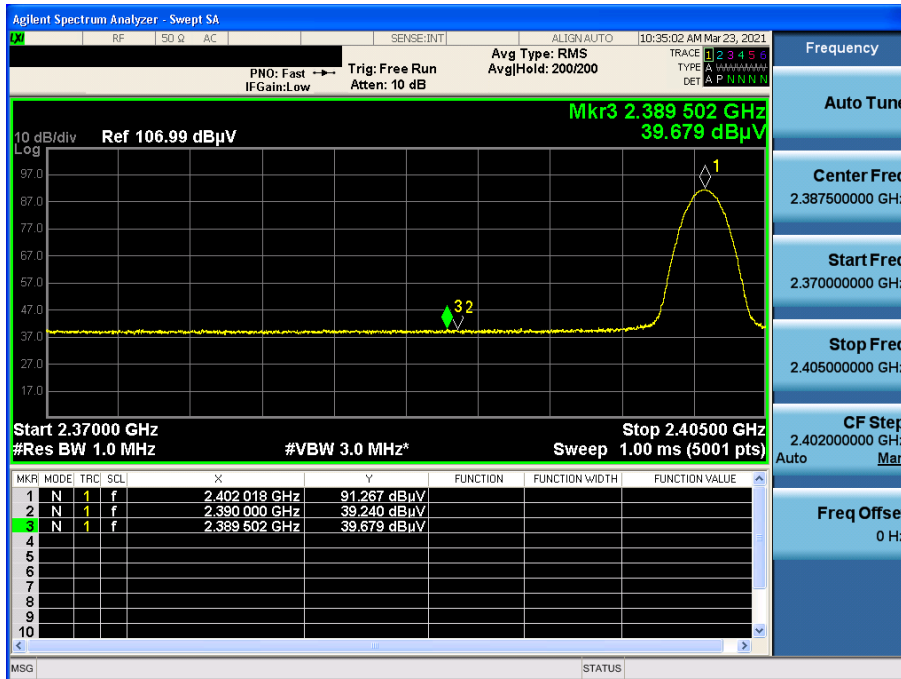 Agilent Spectrum Analyzer - Swept SA
LXI RF 50 Ω AC SENSE:INT ALIGN AUTO 10:35:02 AM Mar 23, 2021
PNO: Fast Trig: Free Run Avg Type: RMS TRACE 1 2 3 4 5 6
IFGain:Low Atten: 10 dB Avg|Hold: 200/200 TYPE A WWWWW
DET A P N N N N
Frequency
Auto Tune
Center Freq
2.387500000 GHz
Start Freq
2.370000000 GHz
Stop Freq
2.405000000 GHz
CF Step
2.402000000 GHz
Auto Man
Freq Offset
0 Hz
Mkr3 2.389 502 GHz
39.679 dBµV
10 dB/div Ref 106.99 dBµV
Log
97.0
87.0
77.0
67.0
57.0
47.0
37.0
27.0
17.0
1
3 2
Start 2.37000 GHz Stop 2.40500 GHz
#Res BW 1.0 MHz #VBW 3.0 MHz* Sweep 1.00 ms (5001 pts)
MKR MODE TRC SCL X Y FUNCTION FUNCTION WIDTH FUNCTION VALUE
1 N 1 f 2.402 018 GHz 91.267 dBµV
2 N 1 f 2.390 000 GHz 39.240 dBµV
3 N 1 f 2.389 502 GHz 39.679 dBµV
4
5
6
7
8
9
10
MSG STATUS